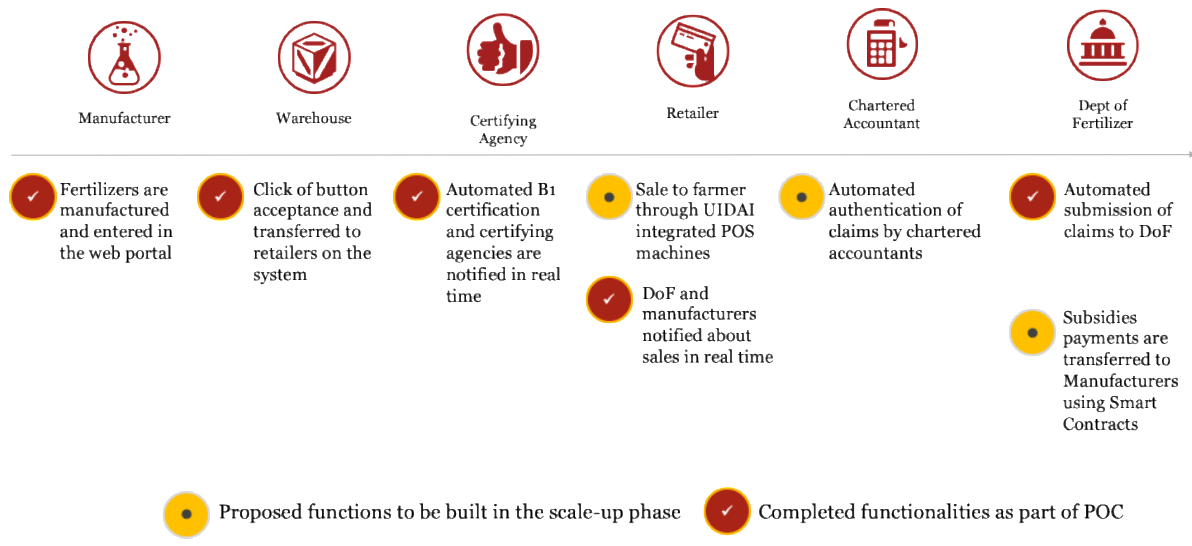 Manufacturer
Warehouse
Certifying
Agency
Retailer
Chartered
Accountant
Dept of
Fertilizer
Fertilizers are
manufactured
and entered in
the web portal
Click of button
acceptance and
transferred to
retailers on the
system
Automated B1
certification
and certifying
agencies are
notified in real
time
Sale to farmer
through UIDAI
integrated POS
machines
DoF and
manufacturers
notified about
sales in real time
Automated
authentication of
claims by chartered
accountants
Automated
submission of
claims to DoF
Subsidies
payments are
transferred to
Manufacturers
using Smart
Contracts
Proposed functions to be built in the scale-up phase
Completed functionalities as part of POC